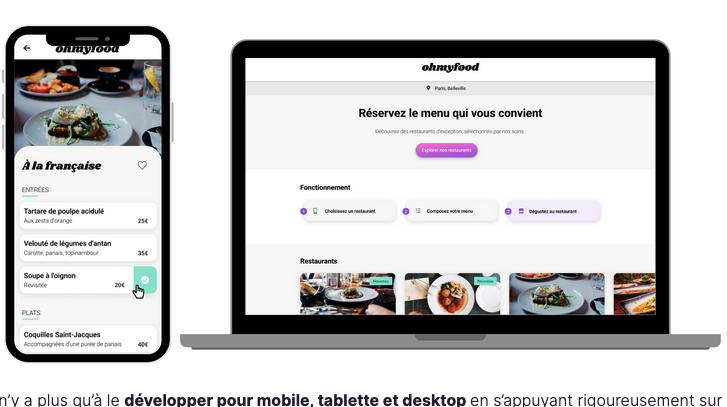 ohmyfood
À la française
ENTRÉES
Tartare de poulpe acidulé
Aux zests d'orange
25€
Velouté de légumes d'antan
Carotte, panais, topinambour
35€
Soupe à l'oignon
Revisitée
20€
PLATS
Coquilles Saint-Jacques
Accompagnées d'une purée de panais
40€
ohmyfood
Paris, Belleville
Réservez le menu qui vous convient
Découvrez des restaurants d'exception, sélectionnés par nos soins.
Explorer nos restaurants
Fonctionnement
1 Choisissez un restaurant
2 Composez votre menu
3 Dégustez au restaurant
Restaurants
Nouveau
Nouveau
n'y a plus qu'à le développer pour mobile, tablette et desktop en s'appuyant rigoureusement sur